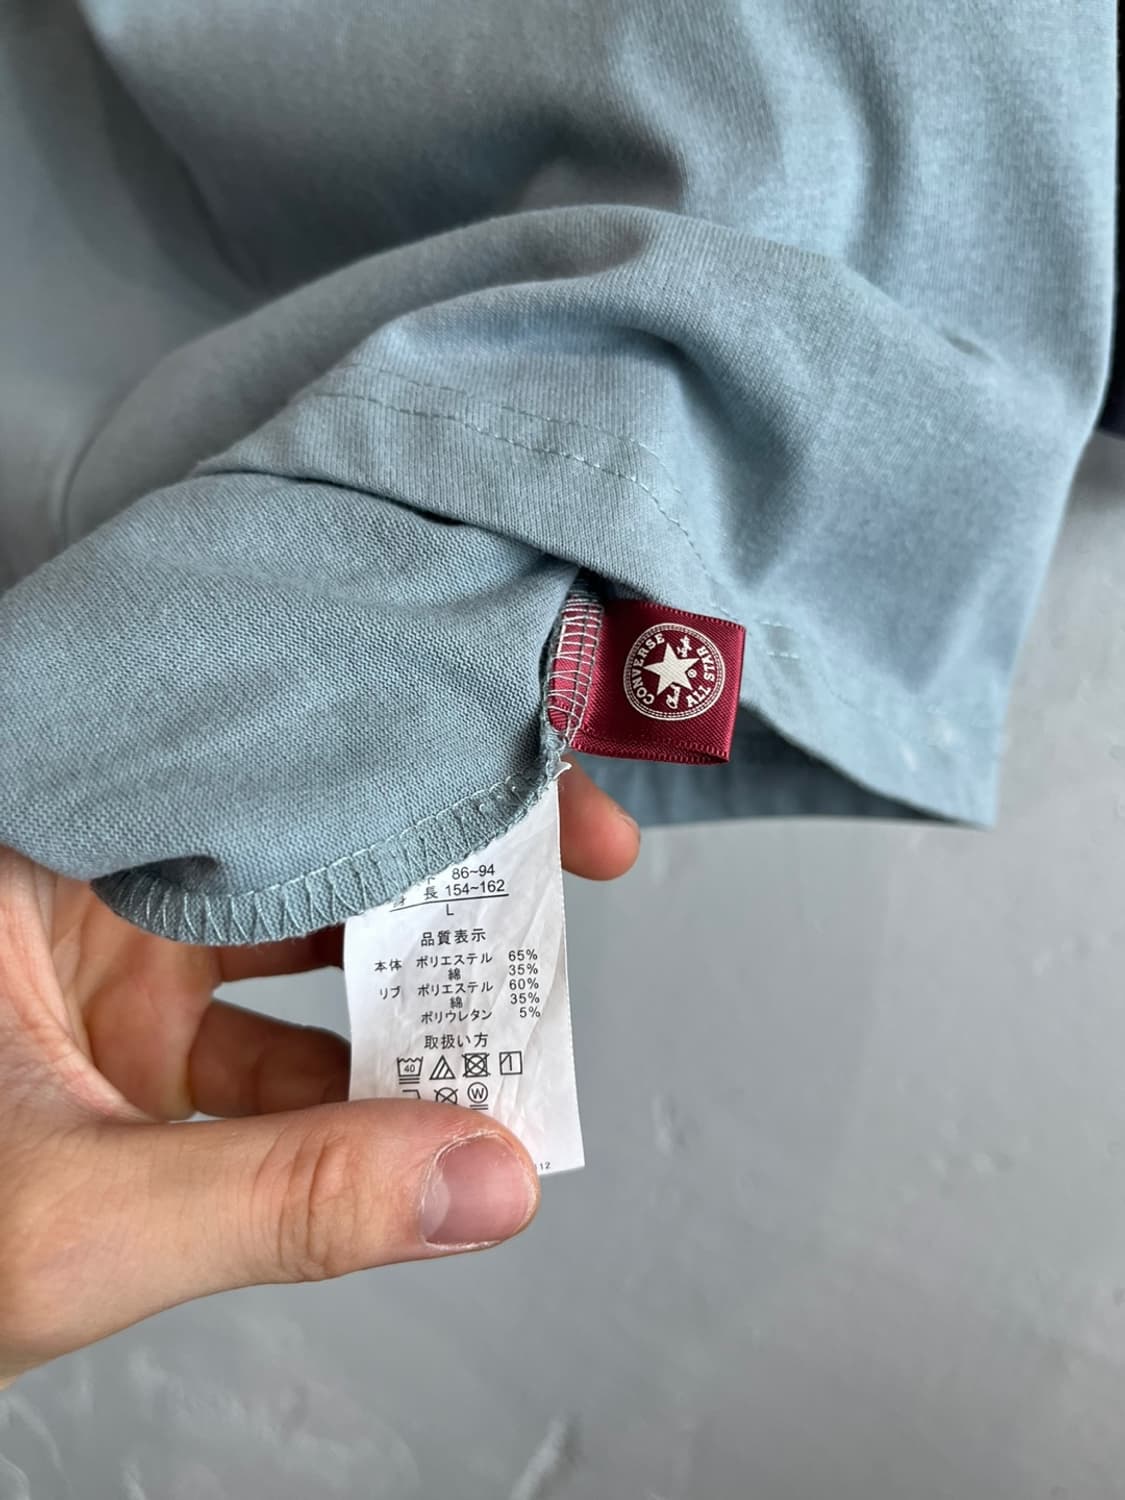 CONVERSE
ALL STAR
®
86~94
長 154~162
L
品質表示
本体 ポリエステル 65%
綿 35%
リブ ポリエステル 60%
綿 35%
ポリウレタン 5%
取扱い方
40
W
12